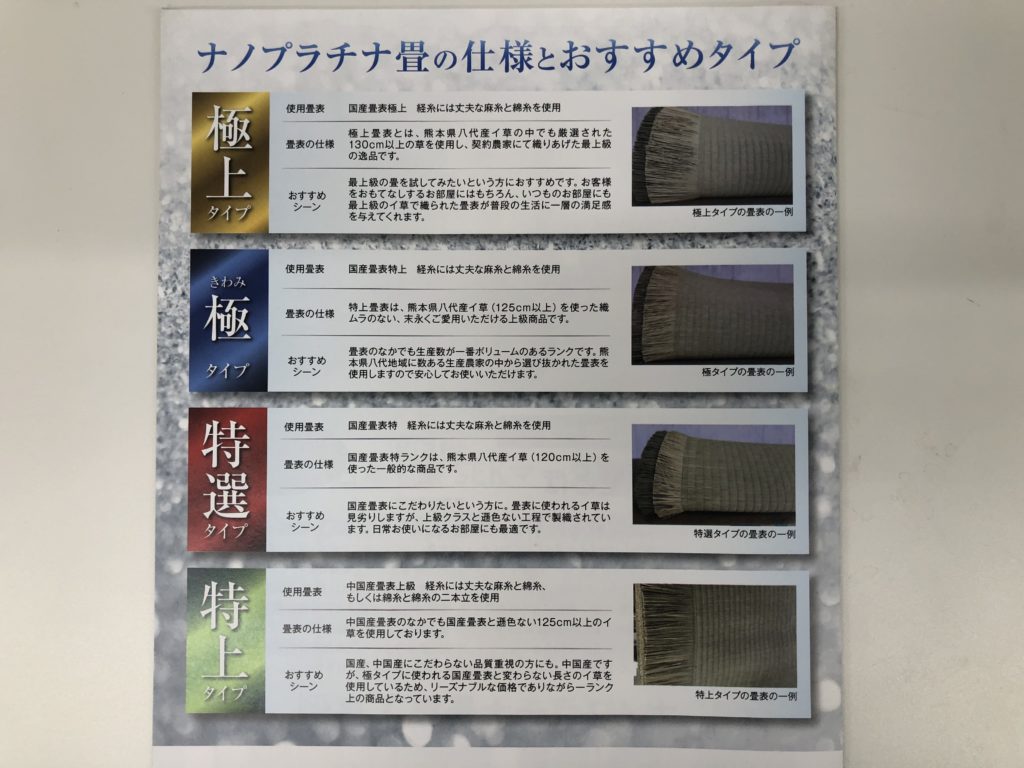 ナノプラチナ畳の仕様とおすすめタイプ
極上
タイプ
使用畳表
国産畳表極上　経糸には丈夫な麻糸と綿糸を使用
畳表の仕様
極上畳表とは、熊本県八代産イ草の中でも厳選された
130cm以上の草を使用し、契約農家にて織りあげた最上級
の逸品です。
おすすめ
シーン
最上級の畳を試してみたいという方におすすめです。お客様
をおもてなしするお部屋にはもちろん、いつものお部屋にも
最上級のイ草で織られた畳表が普段の生活に一層の満足感
を与えてくれます。
極上タイプの畳表の一例
きわみ
極
タイプ
使用畳表
国産畳表特上　経糸には丈夫な麻糸と綿糸を使用
畳表の仕様
特上畳表は、熊本県八代産イ草（125cm以上）を使った織
ムラのない、末永くご愛用いただける上級商品です。
おすすめ
シーン
畳表のなかでも生産数が一番ボリュームのあるランクです。熊
本県八代地域に数ある生産農家の中から選び抜かれた畳表を
使用しますので安心してお使いいただけます。
極タイプの畳表の一例
特選
タイプ
使用畳表
国産畳表特　経糸には丈夫な麻糸と綿糸を使用
畳表の仕様
国産畳表特ランクは、熊本県八代産イ草（120cm以上）を
使った一般的な商品です。
おすすめ
シーン
国産畳表にこだわりたいという方に。畳表に使われるイ草は
見劣りしますが、上級クラスと遜色ない工程で製織されてい
ます。日常お使いになるお部屋にも最適です。
特選タイプの畳表の一例
特上
タイプ
使用畳表
中国産畳表上級　経糸には丈夫な麻糸と綿糸、
もしくは綿糸と綿糸の二本立を使用
畳表の仕様
中国産畳表のなかでも国産畳表と遜色ない125cm以上のイ
草を使用しております。
おすすめ
シーン
国産、中国産にこだわらない品質重視の方にも。中国産です
が、極タイプに使われる国産畳表と変わらない長さのイ草を
使用しているため、リーズナブルな価格でありながら一ランク
上の商品となっています。
特上タイプの畳表の一例